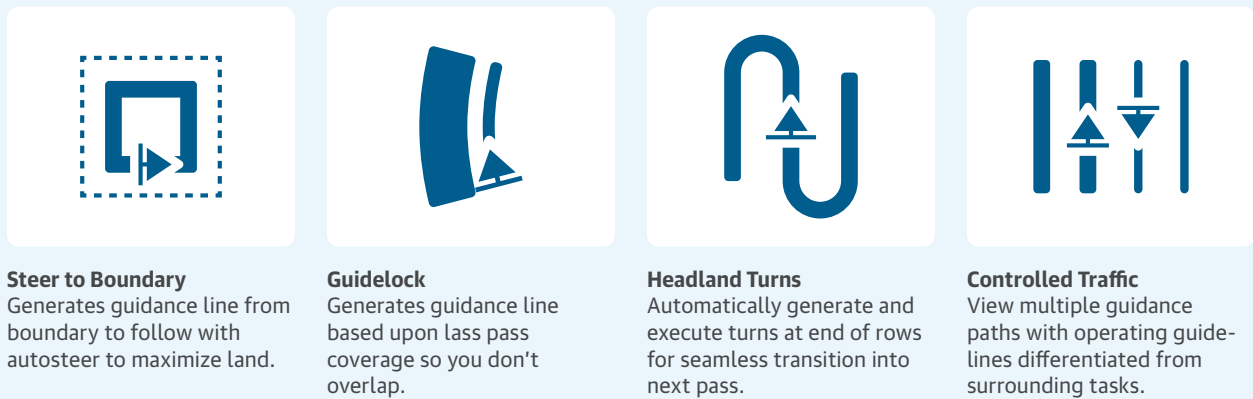 Steer to Boundary
Generates guidance line from
boundary to follow with
autosteer to maximize land.
Guidelock
Generates guidance line
based upon lass pass
coverage so you don't
overlap.
Headland Turns
Automatically generate and
execute turns at end of rows
for seamless transition into
next pass.
Controlled Traffic
View multiple guidance
paths with operating guide-
lines differentiated from
surrounding tasks.